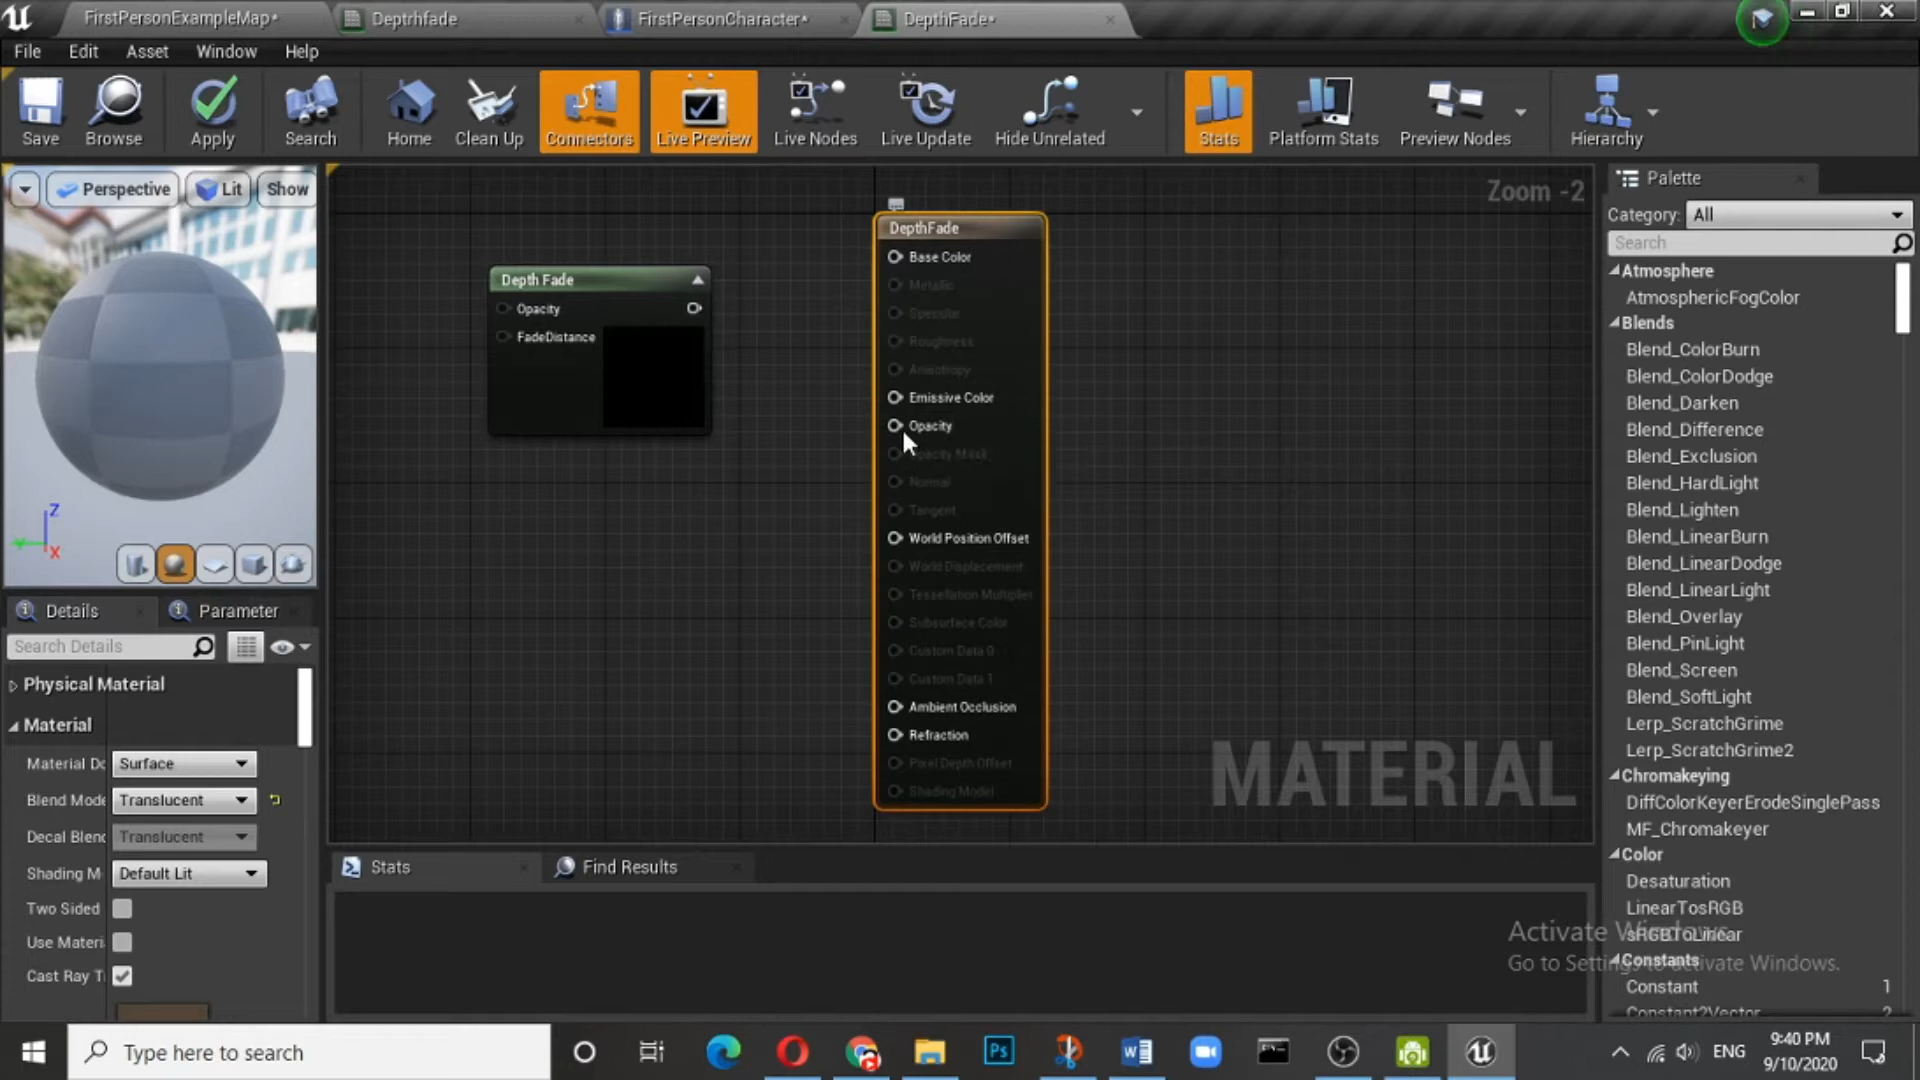 FirstPersonExampleMap*
Deptrhfade
FirstPersonCharacter*
DepthFade*
File
Edit
Asset
Window
Help
Save
Browse
Apply
Search
Home
Clean Up
Connectors
Live Preview
Live Nodes
Live Update
Hide Unrelated
Stats
Platform Stats
Preview Nodes
Hierarchy
Perspective
Lit
Show
Zoom -2
Palette
Category:
All
Search
Depth Fade
Opacity
FadeDistance
DepthFade
Base Color
Metallic
Specular
Roughness
Anisotropy
Emissive Color
Opacity
Opacity Mask
Normal
Tangent
World Position Offset
World Displacement
Tessellation Multiplier
Subsurface Color
Custom Data 0
Custom Data 1
Ambient Occlusion
Refraction
Pixel Depth Offset
Shading Model
MATERIAL
Z
X
Atmosphere
AtmosphericFogColor
Blends
Blend_ColorBurn
Blend_ColorDodge
Blend_Darken
Blend_Difference
Blend_Exclusion
Blend_HardLight
Blend_Lighten
Blend_LinearBurn
Blend_LinearDodge
Blend_LinearLight
Blend_Overlay
Blend_PinLight
Blend_Screen
Blend_SoftLight
Lerp_ScratchGrime
Lerp_ScratchGrime2
Chromakeying
DiffColorKeyerErodeSinglePass
MF_Chromakeyer
Color
Desaturation
LinearTosRGB
sRGBToLinear
Constants
Constant 1
Constant2Vector 2
Details
Parameter
Search Details
Physical Material
Material
Material Do
Surface
Blend Mode
Translucent
Decal Blend
Translucent
Shading M
Default Lit
Two Sided
Use Materi
Cast Ray T
Stats
Find Results
Activate Windows
Go to Settings to activate Windows.
Type here to search
Ps
ENG
9:40 PM
9/10/2020